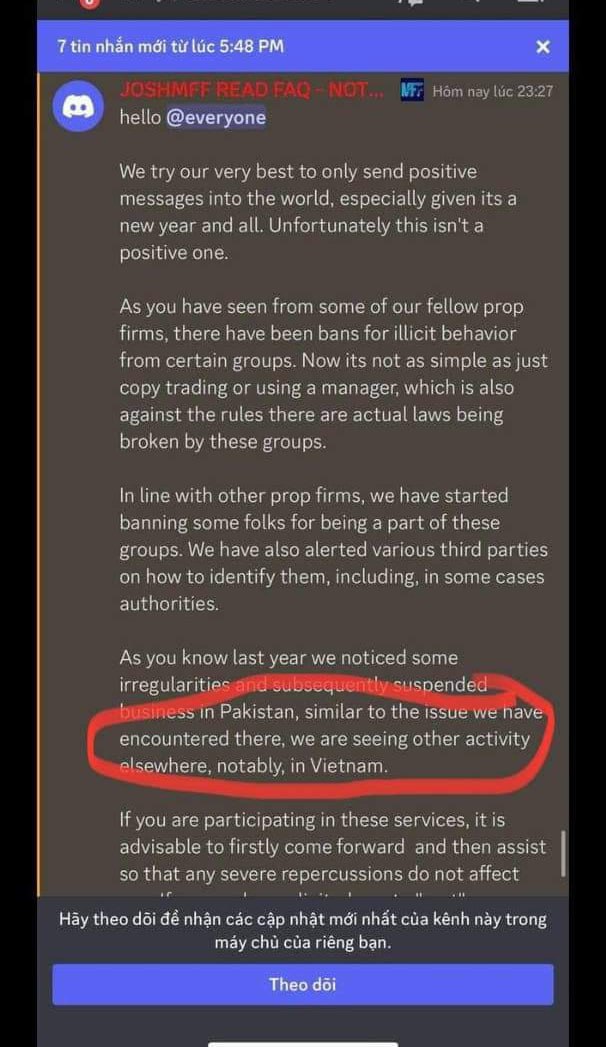 7 tin nhắn mới từ lúc 5:48 PM
JOSHMFF READ FAQ - NOT... MFF Hôm nay lúc 23:27
hello @everyone
We try our very best to only send positive
messages into the world, especially given its a
new year and all. Unfortunately this isn't a
positive one.
As you have seen from some of our fellow prop
firms, there have been bans for illicit behavior
from certain groups. Now its not as simple as just
copy trading or using a manager, which is also
against the rules there are actual laws being
broken by these groups.
In line with other prop firms, we have started
banning some folks for being a part of these
groups. We have also alerted various third parties
on how to identify them, including, in some cases
authorities.
As you know last year we noticed some
irregularities and subsequently suspended
business in Pakistan, similar to the issue we have
encountered there, we are seeing other activity
elsewhere, notably, in Vietnam.
If you are participating in these services, it is
advisable to firstly come forward and then assist
so that any severe repercussions do not affect
Hãy theo dõi để nhận các cập nhật mới nhất của kênh này trong
máy chủ của riêng bạn.
Theo dõi